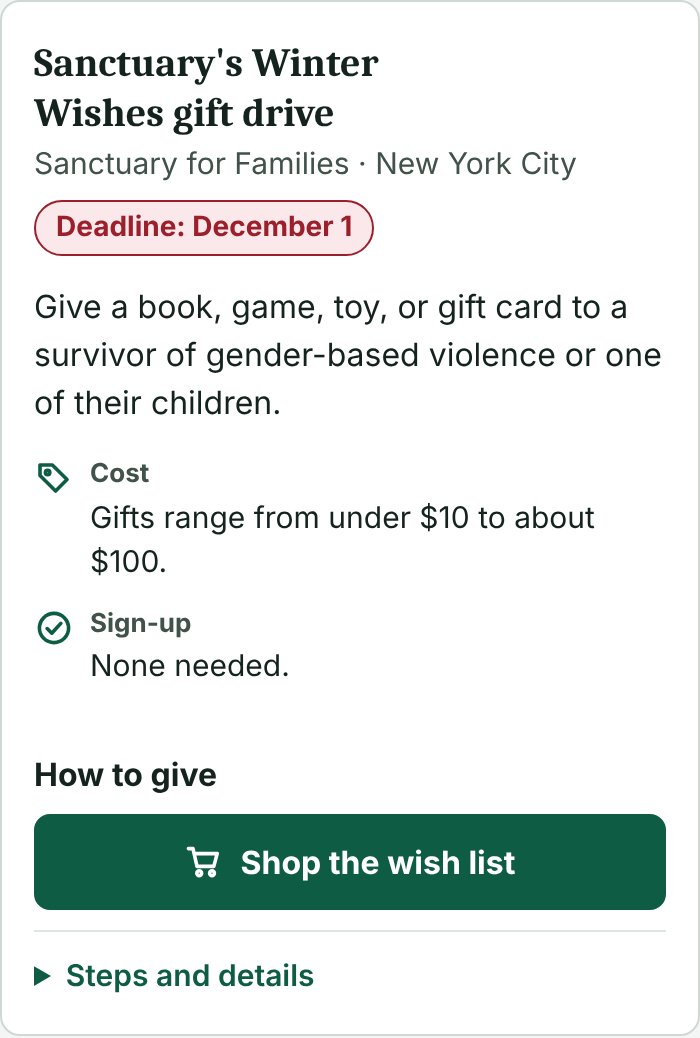 Sanctuary's Winter
Wishes gift drive
Sanctuary for Families · New York City
Deadline: December 1
Give a book, game, toy, or gift card to a
survivor of gender-based violence or one
of their children.
Cost
Gifts range from under $10 to about
$100.
Sign-up
None needed.
How to give
Shop the wish list
Steps and details